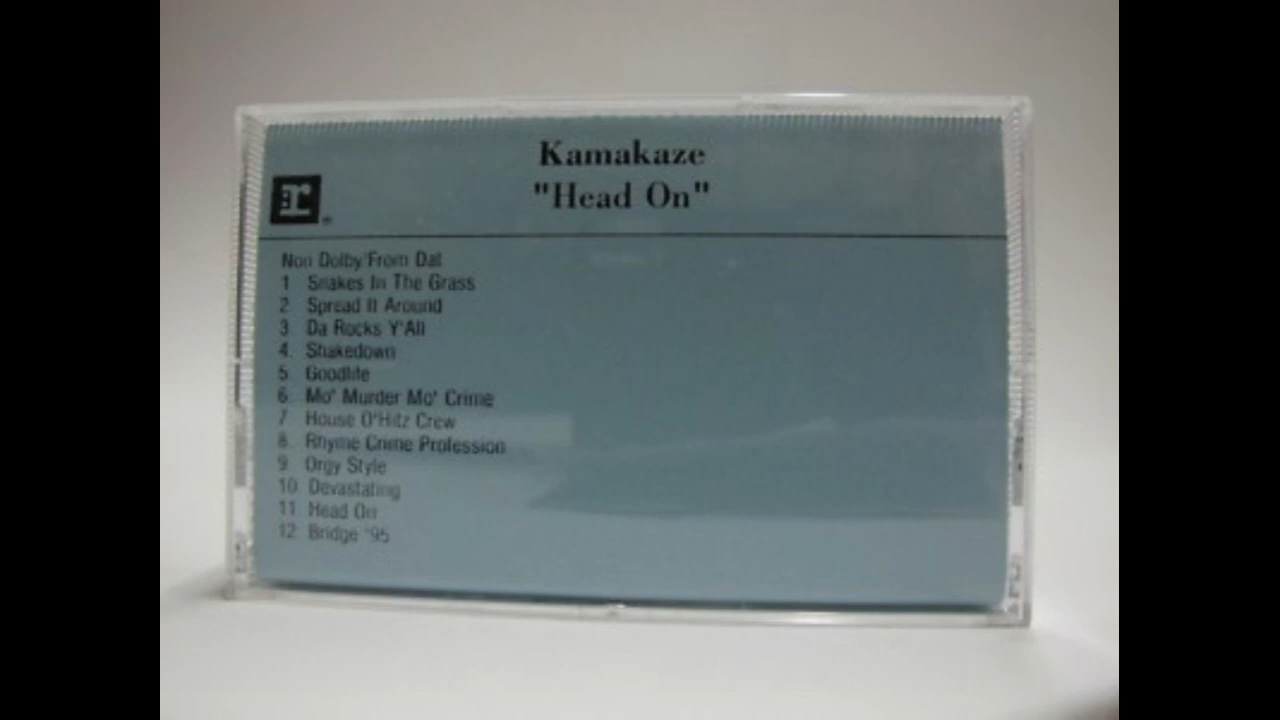 Kamakaze
"Head On"
r
Non Dolby/From Dat
1 Snakes In The Grass
2 Spread It Around
3 Da Rocks Y'All
4. Shakedown
5 Goodlife
6. Mo' Murder Mo' Crime
7 House O'Hitz Crew
8. Rhyme Crime Profession
9 Orgy Style
10 Devastating
11 Head On
12 Bridge '95